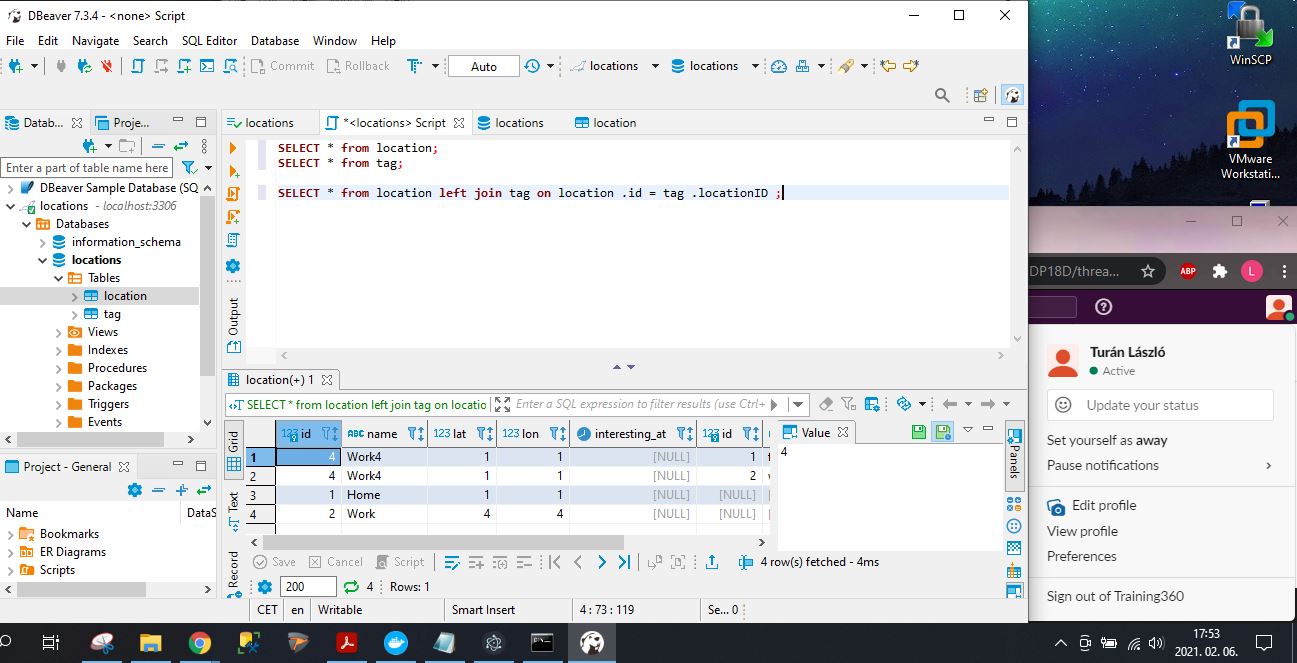 DBeaver 7.3.4 - <none> Script
File Edit Navigate Search SQL Editor Database Window Help
Commit Rollback Auto locations locations
Datab... Proje...
Enter a part of table name here
DBeaver Sample Database (SQ
locations - localhost:3306
Databases
information_schema
locations
Tables
location
tag
Views
Indexes
Procedures
Packages
Triggers
Events
Project - General
Name DataS
Bookmarks
ER Diagrams
Scripts
locations *<locations> Script locations location
SELECT * from location;
SELECT * from tag;
SELECT * from location left join tag on location .id = tag .locationID ;
Output
location(+) 1
SELECT * from location left join tag on locatio Enter a SQL expression to filter results (use Ctrl+
Grid
Text
Record
123 id ABC name 123 lat 123 lon interesting_at 123 id
1 4 Work4 1 1 [NULL] 1
2 4 Work4 1 1 [NULL] 2
3 1 Home 1 1 [NULL] [NULL]
4 2 Work 4 4 [NULL] [NULL]
Value
4
Panels
Save Cancel Script 4 row(s) fetched - 4ms
200 4 Rows: 1
CET en Writable Smart Insert 4 : 73 : 119 Se... 0
WinSCP
VMware
Workstati...
DP18D/threa... ABP L
Turán László
Active
Update your status
Set yourself as away
Pause notifications
Edit profile
View profile
Preferences
Sign out of Training360
17:53
2021. 02. 06.